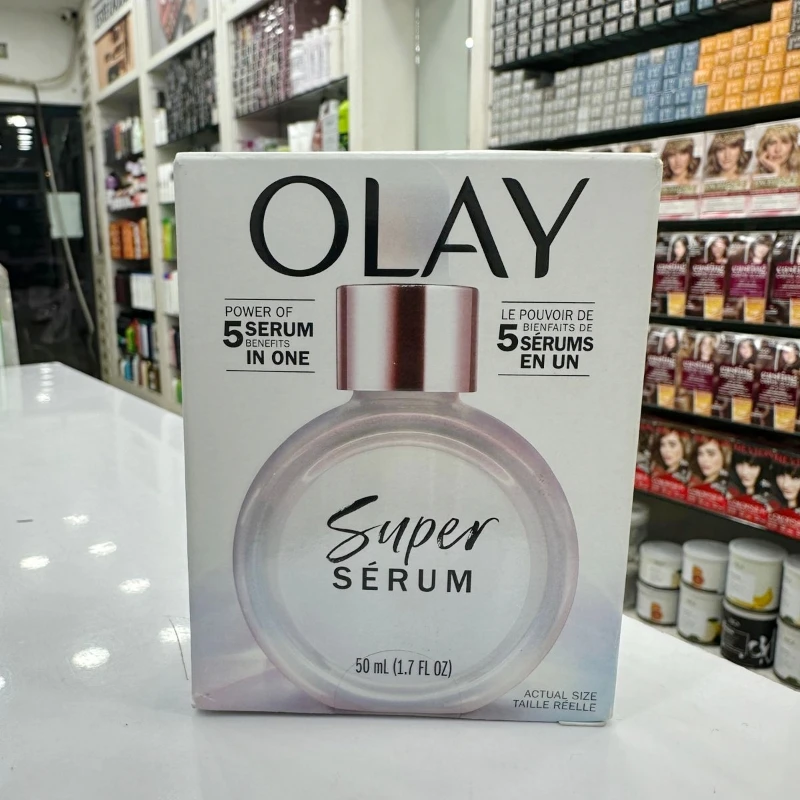 OLAY
POWER OF
5 SERUM
BENEFITS
IN ONE
LE POUVOIR DE
BIENFAITS DE
5 SÉRUMS
EN UN
Super
SÉRUM
50 mL (1.7 FL OZ)
ACTUAL SIZE
TAILLE RÉELLE